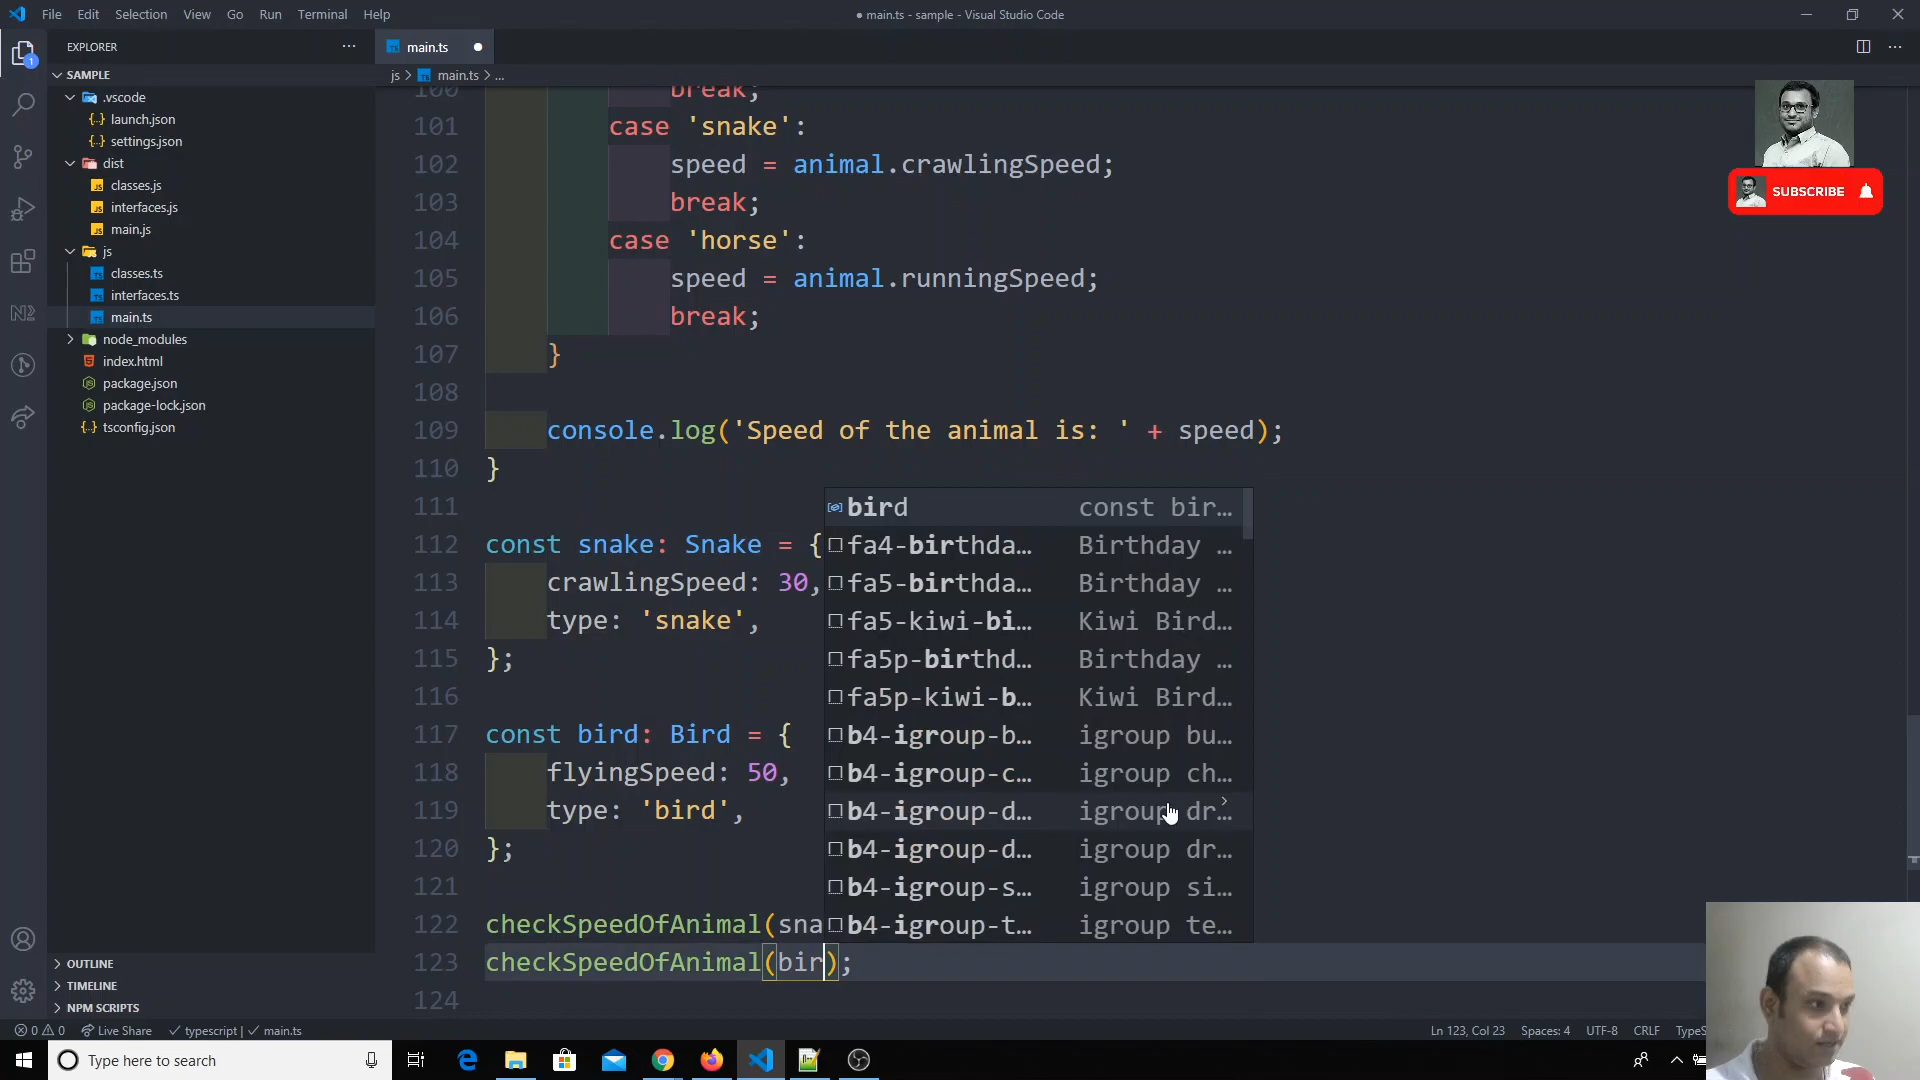 File Edit Selection View Go Run Terminal Help
● main.ts - sample - Visual Studio Code
EXPLORER
main.ts
SAMPLE
js > main.ts > ...
.vscode
launch.json
settings.json
dist
classes.js
interfaces.js
main.js
js
classes.ts
interfaces.ts
main.ts
node_modules
index.html
package.json
package-lock.json
tsconfig.json
OUTLINE
TIMELINE
NPM SCRIPTS
100 break;
101 case 'snake':
102 speed = animal.crawlingSpeed;
103 break;
104 case 'horse':
105 speed = animal.runningSpeed;
106 break;
107 }
108
109 console.log('Speed of the animal is: ' + speed);
110 }
111
112 const snake: Snake = {
113 crawlingSpeed: 30,
114 type: 'snake',
115 };
116
117 const bird: Bird = {
118 flyingSpeed: 50,
119 type: 'bird',
120 };
121
122 checkSpeedOfAnimal(sna
123 checkSpeedOfAnimal(bir);
124
bird const bir...
fa4-birthda... Birthday ...
fa5-birthda... Birthday ...
fa5-kiwi-bi... Kiwi Bird...
fa5p-birthd... Birthday ...
fa5p-kiwi-b... Kiwi Bird...
b4-igroup-b... igroup bu...
b4-igroup-c... igroup ch...
b4-igroup-d... igroup dr...
b4-igroup-d... igroup dr...
b4-igroup-s... igroup si...
b4-igroup-t... igroup te...
SUBSCRIBE
0 0 Live Share typescript | main.ts
Ln 123, Col 23 Spaces: 4 UTF-8 CRLF TypeS
Type here to search